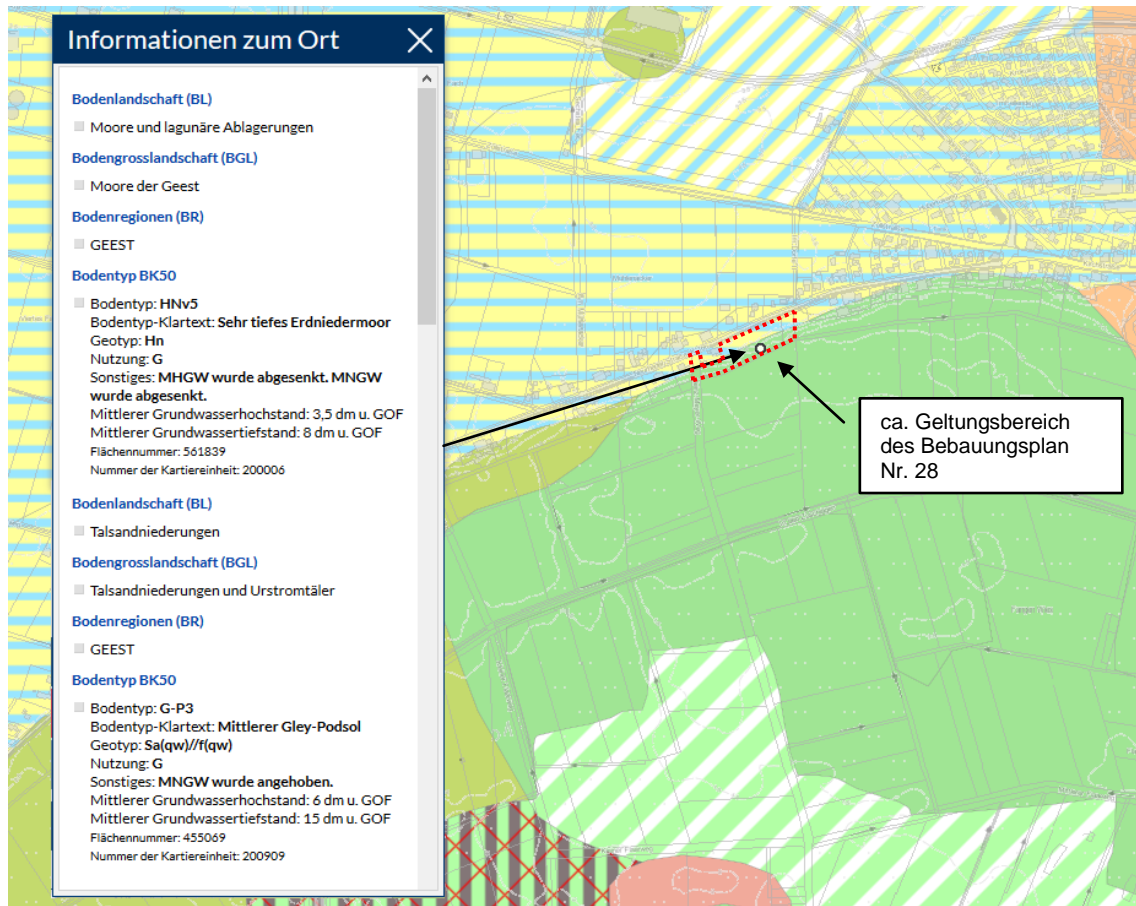 Informationen zum Ort
Bodenlandschaft (BL)
Moore und lagunäre Ablagerungen
Bodengrosslandschaft (BGL)
Moore der Geest
Bodenregionen (BR)
GEEST
Bodentyp BK50
Bodentyp: HNv5
Bodentyp-Klartext: Sehr tiefes Erdniedermoor
Geotyp: Hn
Nutzung: G
Sonstiges: MHGW wurde abgesenkt. MNGW
wurde abgesenkt.
Mittlerer Grundwasserhochstand: 3,5 dm u. GOF
Mittlerer Grundwassertiefstand: 8 dm u. GOF
Flächennummer: 561839
Nummer der Kartiereinheit: 200006
Bodenlandschaft (BL)
Talsandniederungen
Bodengrosslandschaft (BGL)
Talsandniederungen und Urstromtäler
Bodenregionen (BR)
GEEST
Bodentyp BK50
Bodentyp: G-P3
Bodentyp-Klartext: Mittlerer Gley-Podsol
Geotyp: Sa(qw)//f(qw)
Nutzung: G
Sonstiges: MNGW wurde angehoben.
Mittlerer Grundwasserhochstand: 6 dm u. GOF
Mittlerer Grundwassertiefstand: 15 dm u. GOF
Flächennummer: 455069
Nummer der Kartiereinheit: 200909
ca. Geltungsbereich
des Bebauungsplan
Nr. 28